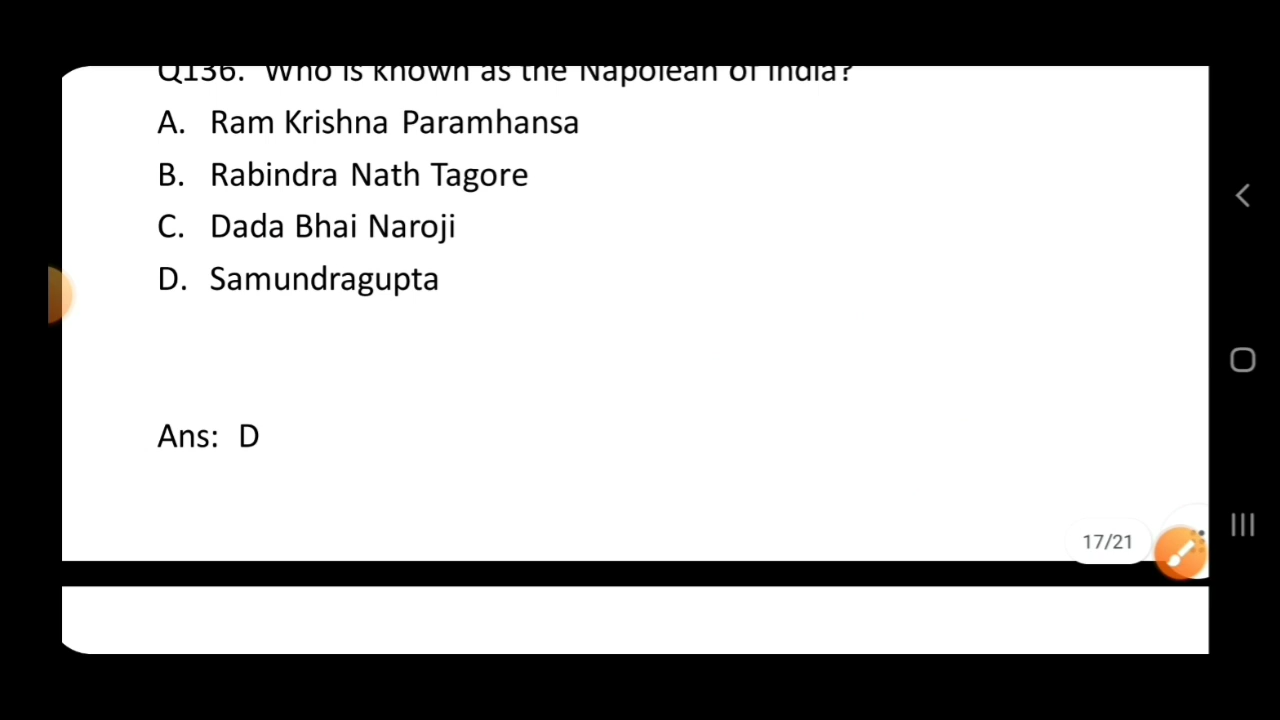 Q136. Who is known as the Napolean of India?
A. Ram Krishna Paramhansa
B. Rabindra Nath Tagore
C. Dada Bhai Naroji
D. Samundragupta
Ans: D
17/21